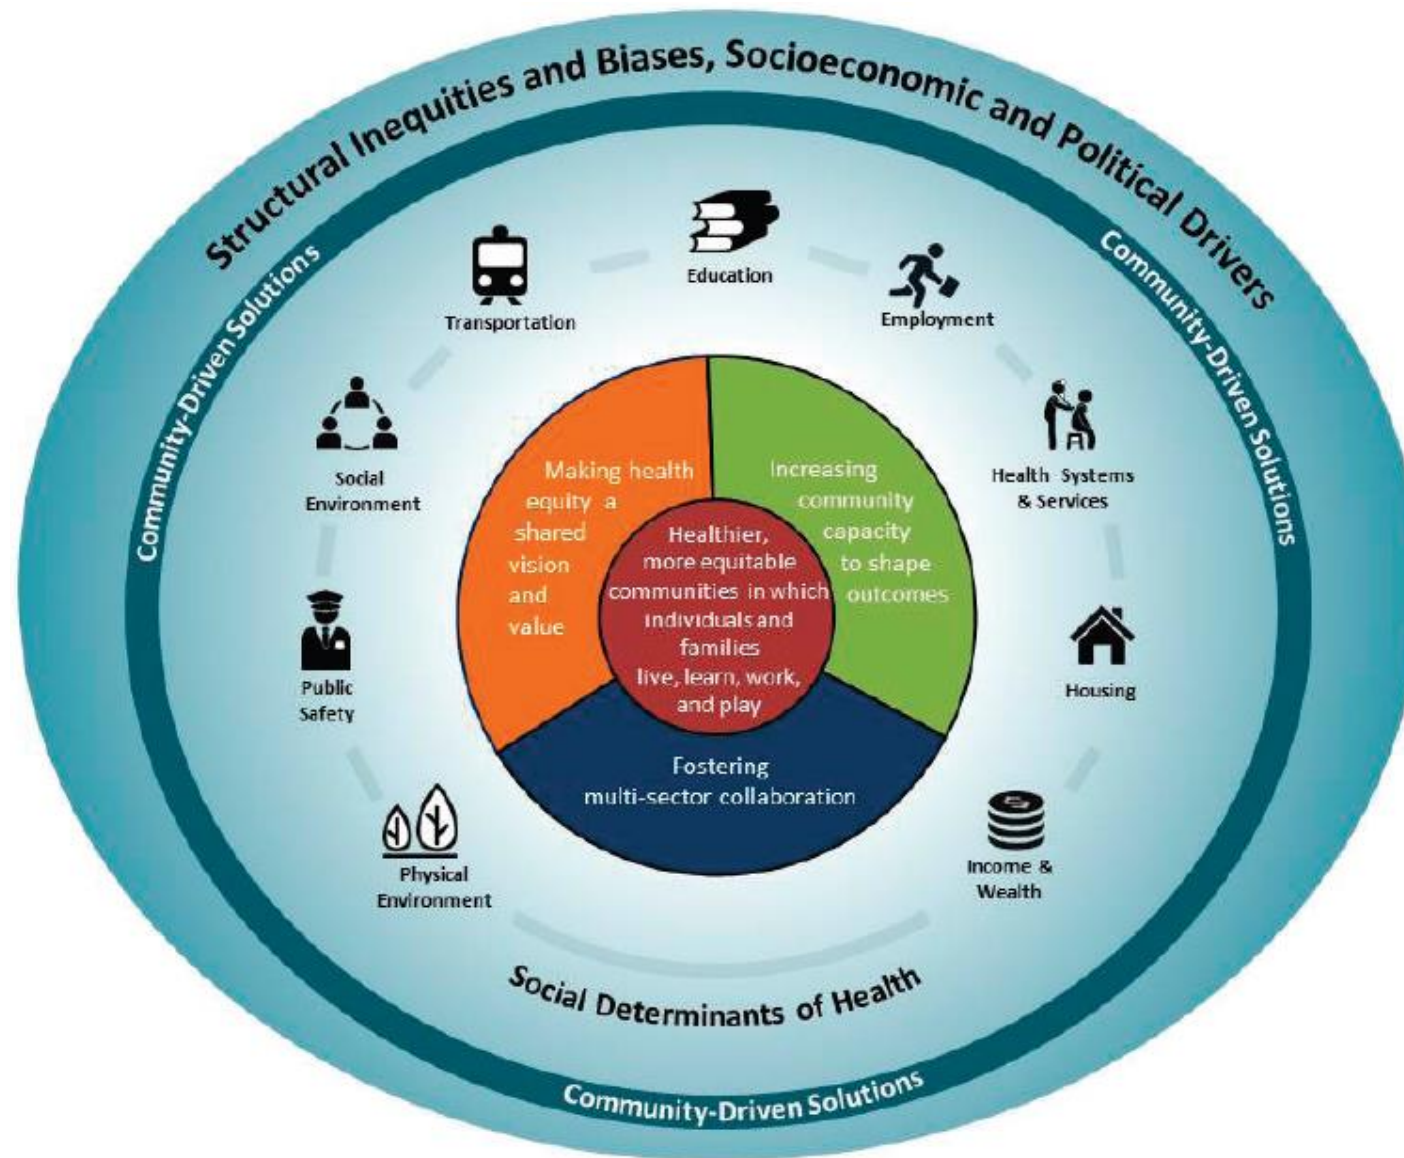 Structural Inequities and Biases, Socioeconomic and Political Drivers
Community-Driven Solutions
Community-Driven Solutions
Education
Transportation
Employment
Social
Environment
Health Systems
& Services
Public
Safety
Housing
Physical
Environment
Income &
Wealth
Making health
equity a
shared
vision
and
value
Increasing
community
capacity
to shape
outcomes
Healthier,
more equitable
communities in which
individuals and
families
live, learn, work,
and play
Fostering
multi-sector collaboration
Social Determinants of Health
Community-Driven Solutions